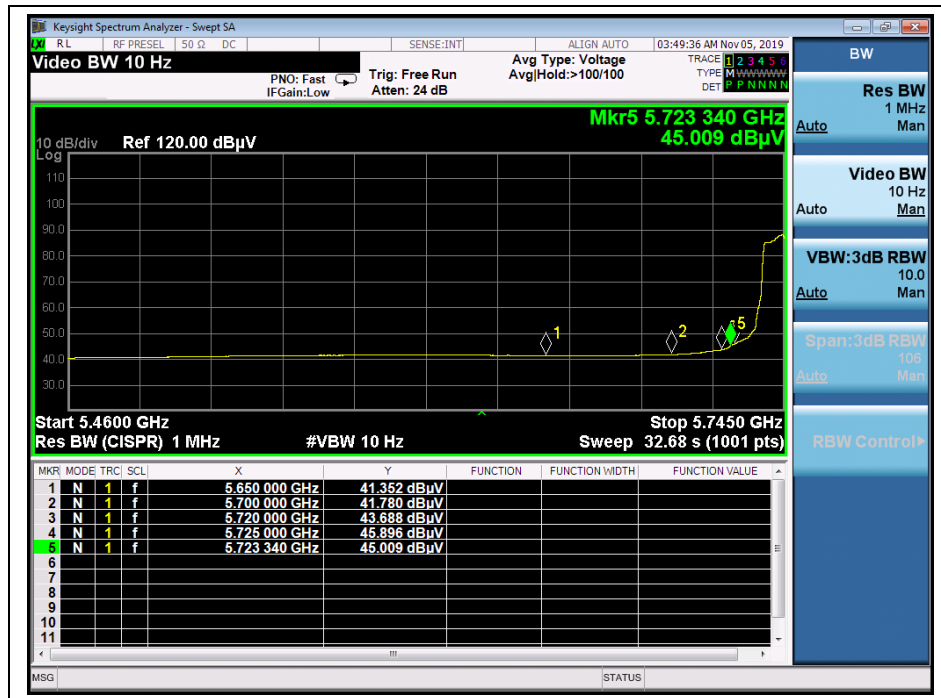 Keysight Spectrum Analyzer - Swept SA
LXI RL RF PRESEL 50 Ω DC SENSE:INT ALIGN AUTO 03:49:36 AM Nov 05, 2019
Video BW 10 Hz
PNO: Fast
IFGain:Low
Trig: Free Run
Atten: 24 dB
Avg Type: Voltage
Avg|Hold:>100/100
TRACE 1 2 3 4 5 6
TYPE M WWWWW
DET P P N N N N
Mkr5 5.723 340 GHz
45.009 dBµV
10 dB/div Ref 120.00 dBµV
Log
110
100
90.0
80.0
70.0
60.0
50.0
40.0
30.0
1
2
5
Start 5.4600 GHz Stop 5.7450 GHz
Res BW (CISPR) 1 MHz #VBW 10 Hz Sweep 32.68 s (1001 pts)
MKR MODE TRC SCL X Y FUNCTION FUNCTION WIDTH FUNCTION VALUE
1 N 1 f 5.650 000 GHz 41.352 dBµV
2 N 1 f 5.700 000 GHz 41.780 dBµV
3 N 1 f 5.720 000 GHz 43.688 dBµV
4 N 1 f 5.725 000 GHz 45.896 dBµV
5 N 1 f 5.723 340 GHz 45.009 dBµV
6
7
8
9
10
11
MSG STATUS
BW
Res BW
1 MHz
Auto Man
Video BW
10 Hz
Auto Man
VBW:3dB RBW
10.0
Auto Man
Span:3dB RBW
106
Auto Man
RBW Control